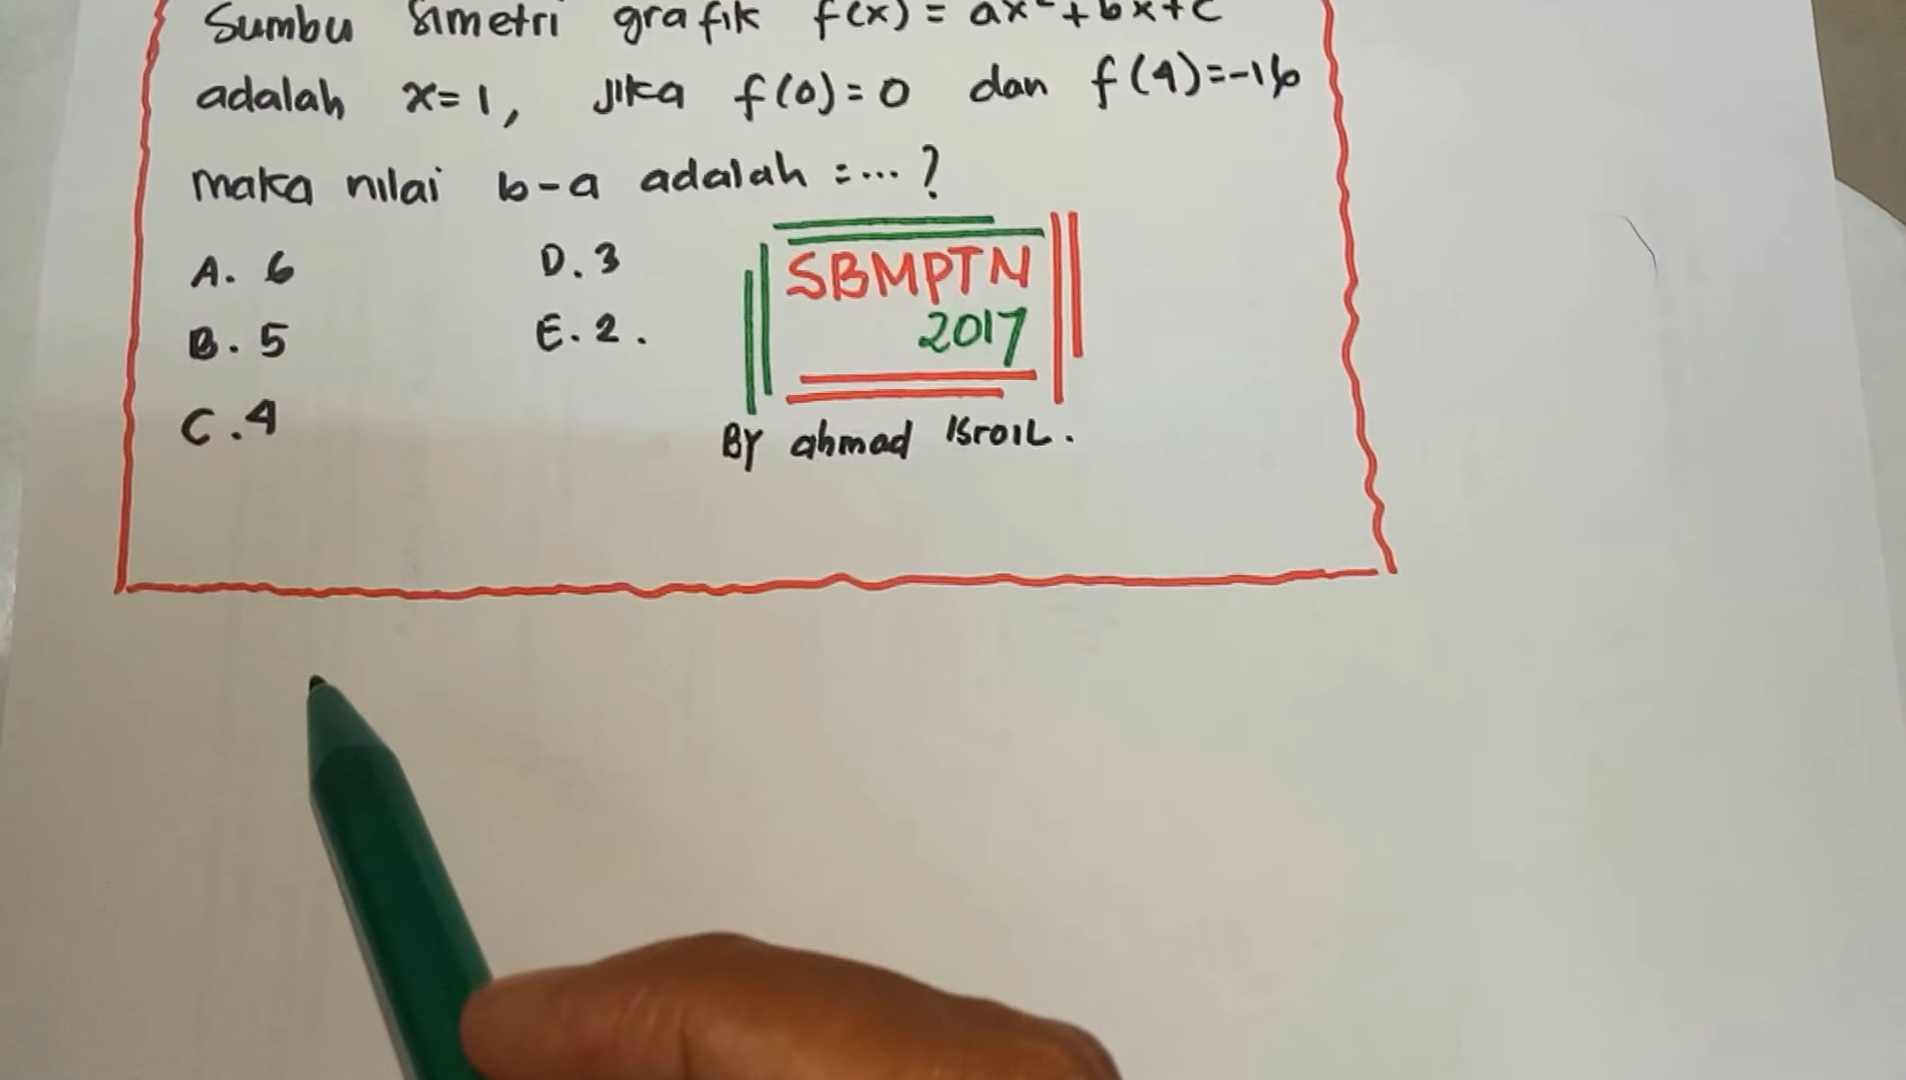 Sumbu Simetri grafik f(x) = ax²+bx+c
adalah x=1, Jika f(0)=0 dan f(4)=-16
maka nilai b-a adalah =...?
A. 6
B. 5
C. 4
D. 3
E. 2.
SBMPTN
2017
BY ahmad ISROIL.